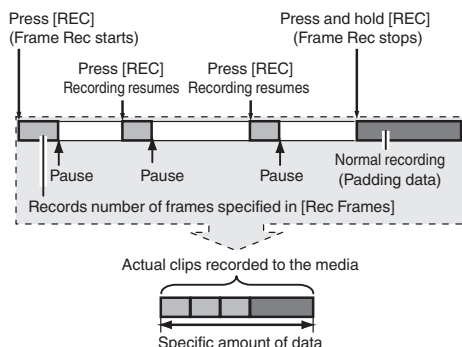 Press [REC]
(Frame Rec starts)
Press and hold [REC]
(Frame Rec stops)
Press [REC]
Recording resumes
Press [REC]
Recording resumes
Pause
Pause
Pause
Normal recording
(Padding data)
Records number of frames specified in [Rec Frames]
Actual clips recorded to the media
Specific amount of data